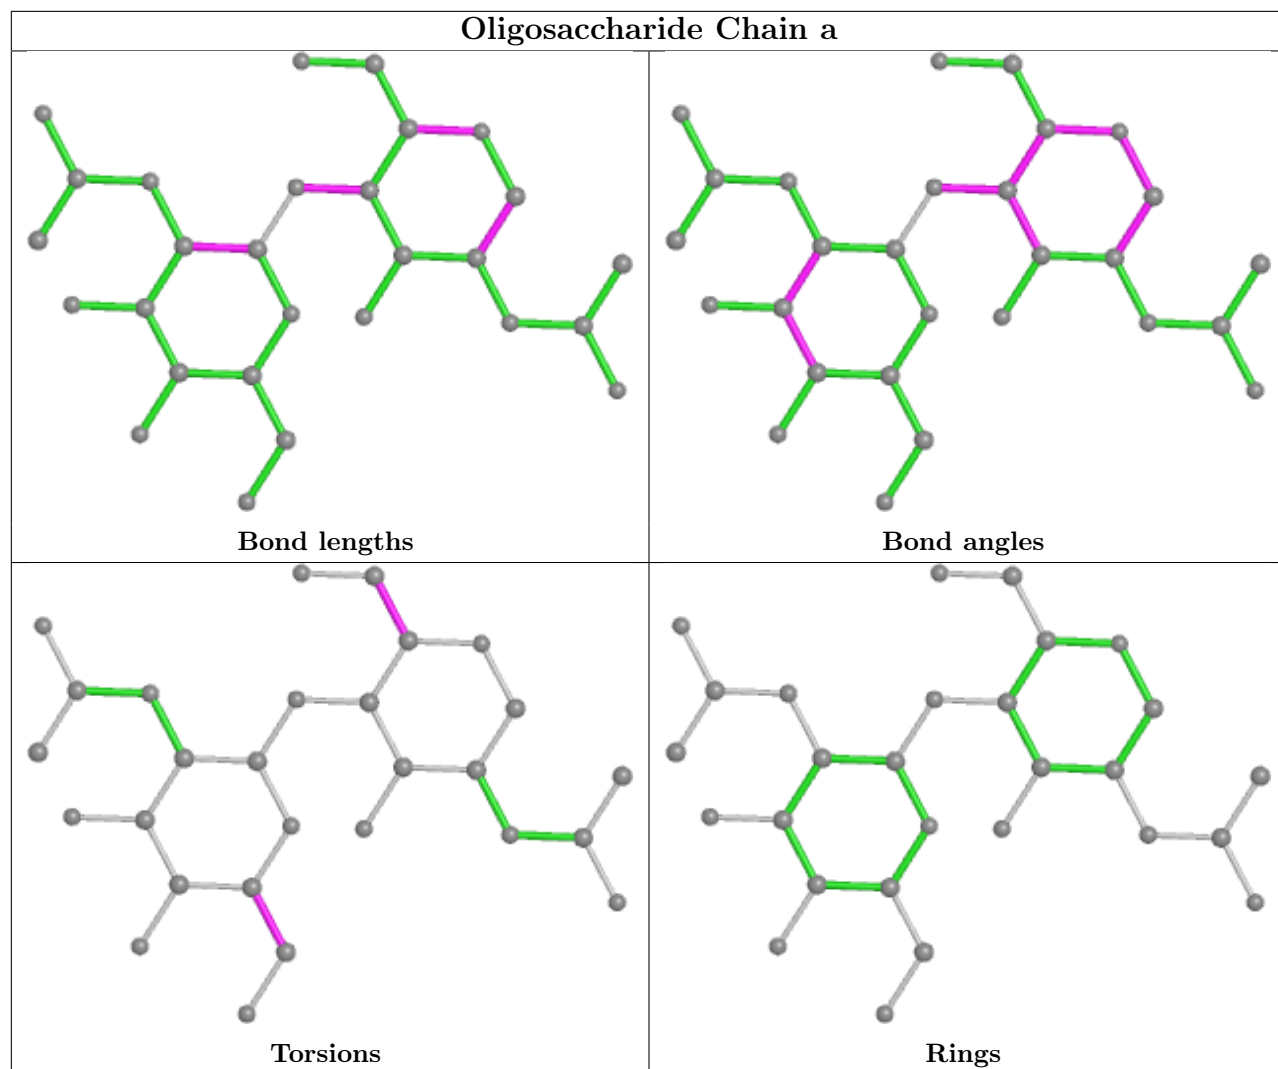 Oligosaccharide Chain a
Bond lengths
Bond angles
Torsions
Rings